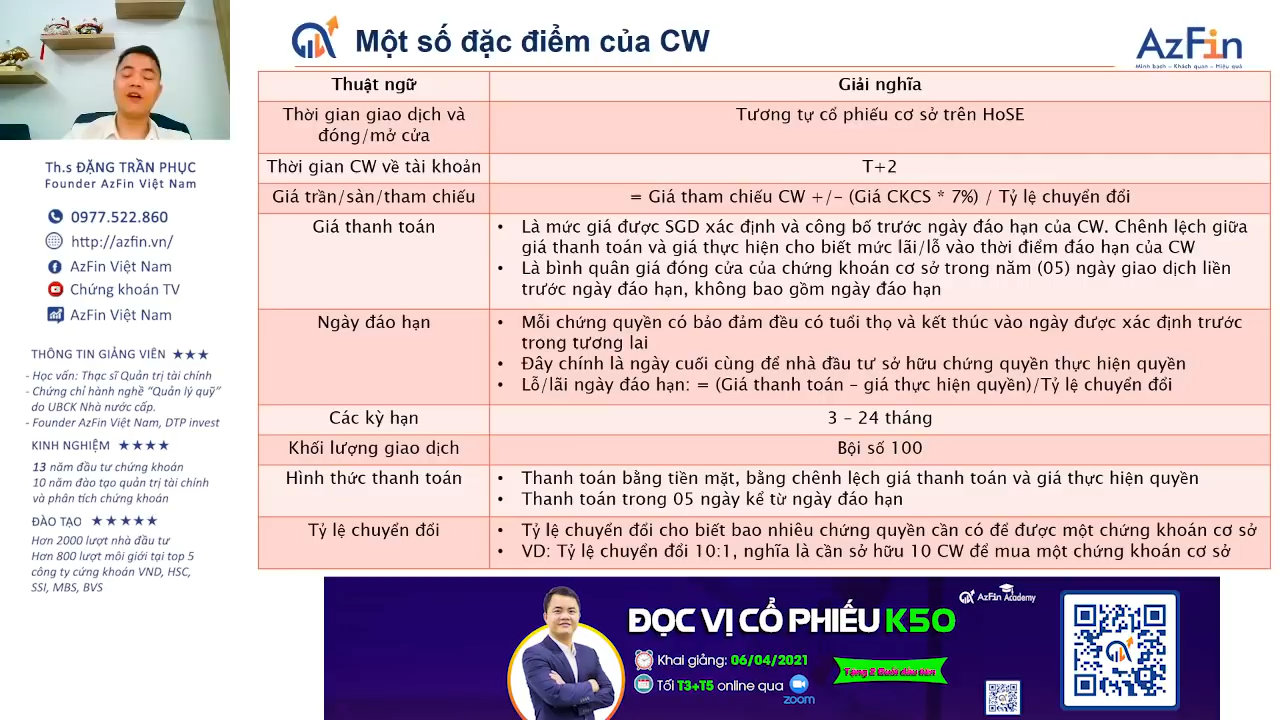 Một số đặc điểm của CW
AzFin
Minh bạch – Khách quan – Hiệu quả
Th.s ĐẶNG TRẦN PHỤC
Founder AzFin Việt Nam
0977.522.860
http://azfin.vn/
AzFin Việt Nam
Chứng khoán TV
AzFin Việt Nam
THÔNG TIN GIẢNG VIÊN ★★★
- Học vấn: Thạc sĩ Quản trị tài chính
- Chứng chỉ hành nghề "Quản lý quỹ"
do UBCK Nhà nước cấp.
- Founder AzFin Việt Nam, DTP invest
KINH NGHIỆM ★★★★
13 năm đầu tư chứng khoán
10 năm đào tạo quản trị tài chính
và phân tích chứng khoán
ĐÀO TẠO ★★★★★
Hơn 2000 lượt nhà đầu tư
Hơn 800 lượt môi giới tại top 5
công ty cứng khoán VND, HSC,
SSI, MBS, BVS
Thuật ngữ
Giải nghĩa
Thời gian giao dịch và
đóng/mở cửa
Tương tự cổ phiếu cơ sở trên HoSE
Thời gian CW về tài khoản
T+2
Giá trần/sàn/tham chiếu
= Giá tham chiếu CW +/- (Giá CKCS * 7%) / Tỷ lệ chuyển đổi
Giá thanh toán
• Là mức giá được SGD xác định và công bố trước ngày đáo hạn của CW. Chênh lệch giữa
giá thanh toán và giá thực hiện cho biết mức lãi/lỗ vào thời điểm đáo hạn của CW
• Là bình quân giá đóng cửa của chứng khoán cơ sở trong năm (05) ngày giao dịch liền
trước ngày đáo hạn, không bao gồm ngày đáo hạn
Ngày đáo hạn
• Mỗi chứng quyền có bảo đảm đều có tuổi thọ và kết thúc vào ngày được xác định trước
trong tương lai
• Đây chính là ngày cuối cùng để nhà đầu tư sở hữu chứng quyền thực hiện quyền
• Lỗ/lãi ngày đáo hạn: = (Giá thanh toán – giá thực hiện quyền)/Tỷ lệ chuyển đổi
Các kỳ hạn
3 – 24 tháng
Khối lượng giao dịch
Bội số 100
Hình thức thanh toán
• Thanh toán bằng tiền mặt, bằng chênh lệch giá thanh toán và giá thực hiện quyền
• Thanh toán trong 05 ngày kể từ ngày đáo hạn
Tỷ lệ chuyển đổi
• Tỷ lệ chuyển đổi cho biết bao nhiêu chứng quyền cần có để được một chứng khoán cơ sở
• VD: Tỷ lệ chuyển đổi 10:1, nghĩa là cần sở hữu 10 CW để mua một chứng khoán cơ sở
AzFin Academy
ĐỌC VỊ CỔ PHIẾU K50
Khai giảng: 06/04/2021
Tối T3+T5 online qua
zoom